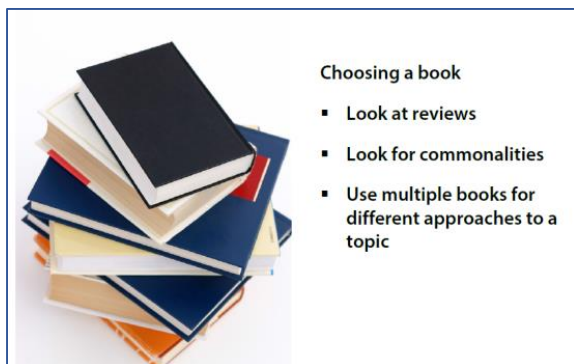 Choosing a book
▪ Look at reviews
▪ Look for commonalities
▪ Use multiple books for
different approaches to a
topic